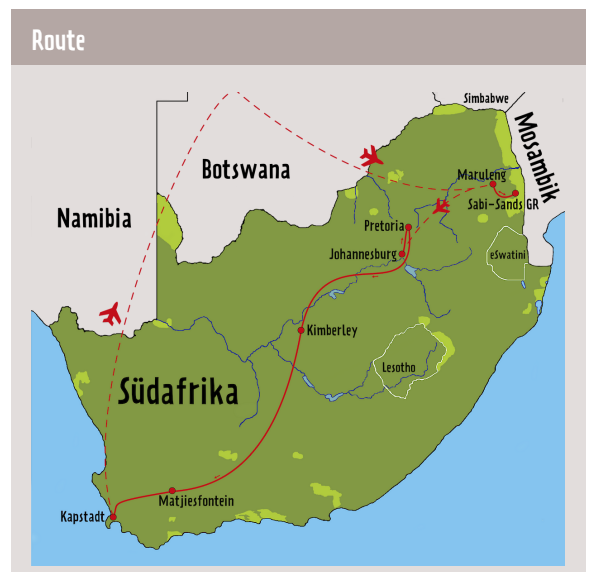 Route
Simbabwe
Mosambik
Botswana
Maruleng
Sabi-Sands GR
Namibia
Pretoria
Johannesburg
eSwatini
Kimberley
Lesotho
Südafrika
Matjiesfontein
Kapstadt